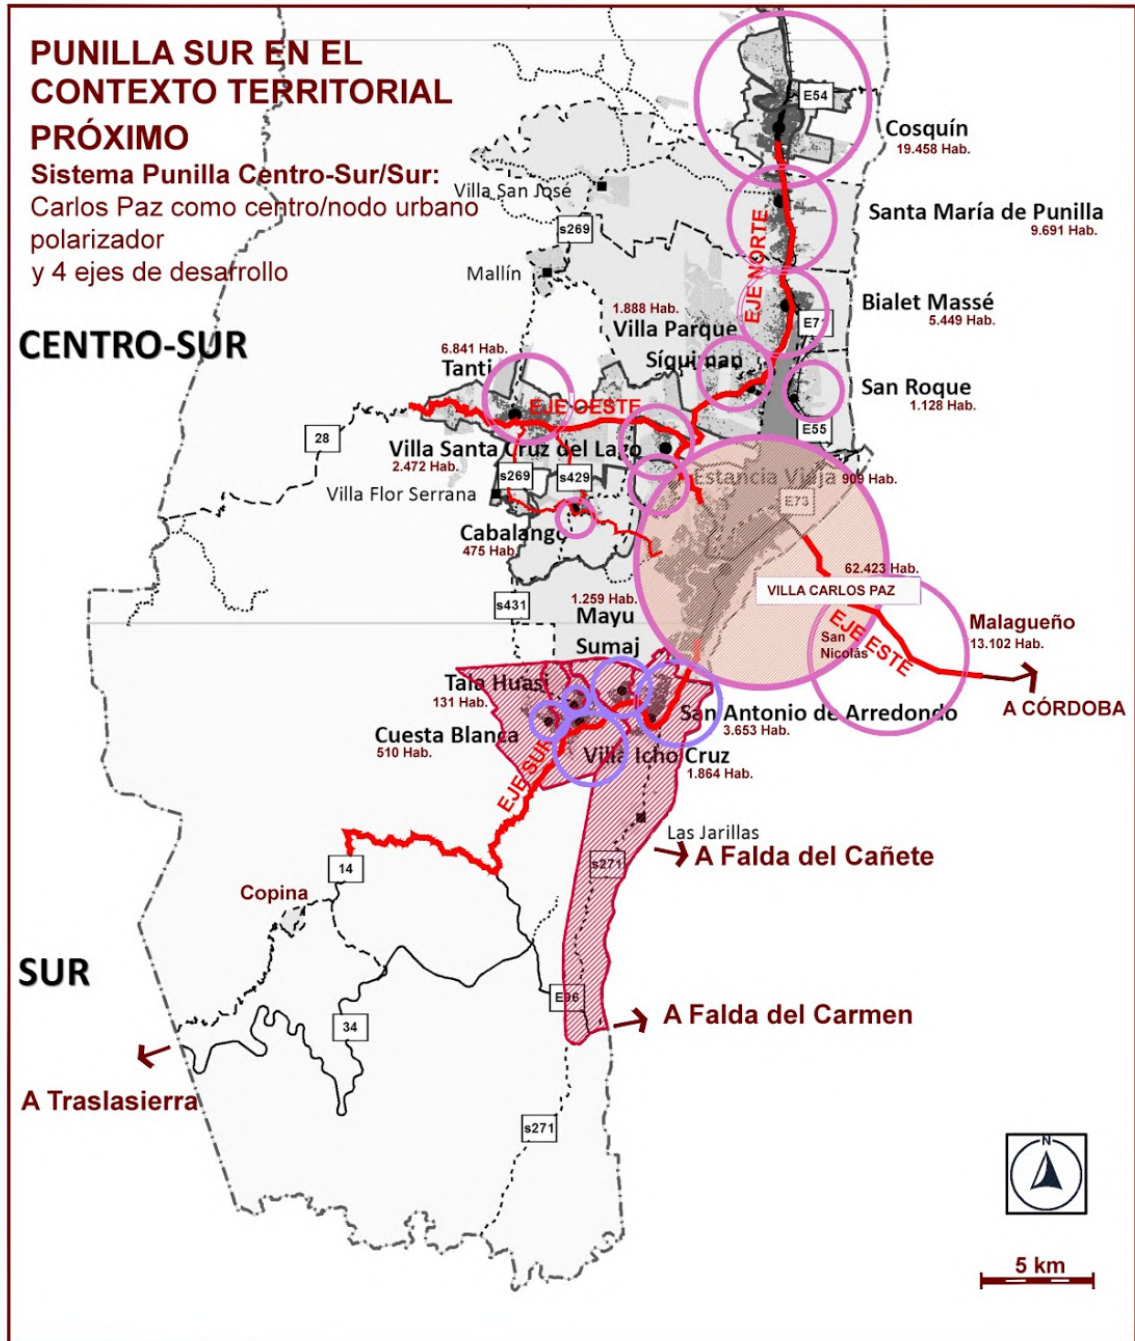 PUNILLA SUR EN EL
CONTEXTO TERRITORIAL
PRÓXIMO
Sistema Punilla Centro-Sur/Sur:
Carlos Paz como centro/nodo urbano
polarizador
y 4 ejes de desarrollo
E54
Cosquín
19.458 Hab.
Villa San José
Santa María de Punilla
9.691 Hab.
s269
EJE NORTE
Mallín
Bialet Massé
5.449 Hab.
1.888 Hab.
Villa Parque
Síquiman
E71
CENTRO-SUR
6.841 Hab.
Tanti
San Roque
1.128 Hab.
EJE OESTE
E55
28
Villa Santa Cruz del Lago
2.472 Hab.
s269
s429
Estancia Vieja 909 Hab.
Villa Flor Serrana
E73
Cabalango
475 Hab.
62.423 Hab.
VILLA CARLOS PAZ
s431
1.259 Hab.
Mayu
Sumaj
EJE ESTE
San
Nicolás
Malagueño
13.102 Hab.
A CÓRDOBA
Tala Huasi
131 Hab.
San Antonio de Arredondo
3.653 Hab.
Cuesta Blanca
510 Hab.
Villa Icho Cruz
1.864 Hab.
EJE SUR
Las Jarillas
A Falda del Cañete
s271
14
Copina
SUR
E96
A Falda del Carmen
34
A Traslasierra
s271
N
5 km